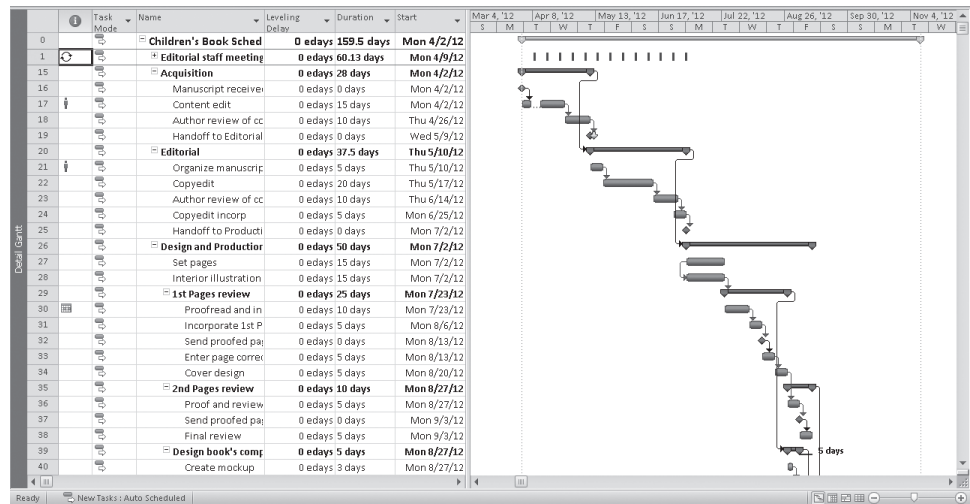 Task Mode Name Leveling Delay Duration Start Mar 4, '12 Apr 8, '12 May 13, '12 Jun 17, '12 Jul 22, '12 Aug 26, '12 Sep 30, '12 Nov 4, '12
S M T W T F S S M T W T F S S M T W
0 Children's Book Sched 0 edays 159.5 days Mon 4/2/12
1 Editorial staff meeting 0 edays 60.13 days Mon 4/9/12
15 Acquisition 0 edays 28 days Mon 4/2/12
16 Manuscript receive 0 edays 0 days Mon 4/2/12
17 Content edit 0 edays 15 days Mon 4/2/12
18 Author review of cc 0 edays 10 days Thu 4/26/12
19 Handoff to Editorial 0 edays 0 days Wed 5/9/12
20 Editorial 0 edays 37.5 days Thu 5/10/12
21 Organize manuscrip 0 edays 5 days Thu 5/10/12
22 Copyedit 0 edays 20 days Thu 5/17/12
23 Author review of cc 0 edays 10 days Thu 6/14/12
24 Copyedit incorp 0 edays 5 days Mon 6/25/12
25 Handoff to Producti 0 edays 0 days Mon 7/2/12
26 Design and Production 0 edays 50 days Mon 7/2/12
27 Set pages 0 edays 15 days Mon 7/2/12
28 Interior illustration 0 edays 15 days Mon 7/2/12
29 1st Pages review 0 edays 25 days Mon 7/23/12
30 Proofread and in 0 edays 10 days Mon 7/23/12
31 Incorporate 1st P 0 edays 5 days Mon 8/6/12
32 Send proofed pa 0 edays 0 days Mon 8/13/12
33 Enter page correc 0 edays 5 days Mon 8/13/12
34 Cover design 0 edays 5 days Mon 8/20/12
35 2nd Pages review 0 edays 10 days Mon 8/27/12
36 Proof and review 0 edays 5 days Mon 8/27/12
37 Send proofed pa 0 edays 0 days Mon 9/3/12
38 Final review 0 edays 5 days Mon 9/3/12
39 Design book's comp 0 edays 5 days Mon 8/27/12 5 days
40 Create mockup 0 edays 3 days Mon 8/27/12
Detail Gantt
Ready New Tasks : Auto Scheduled